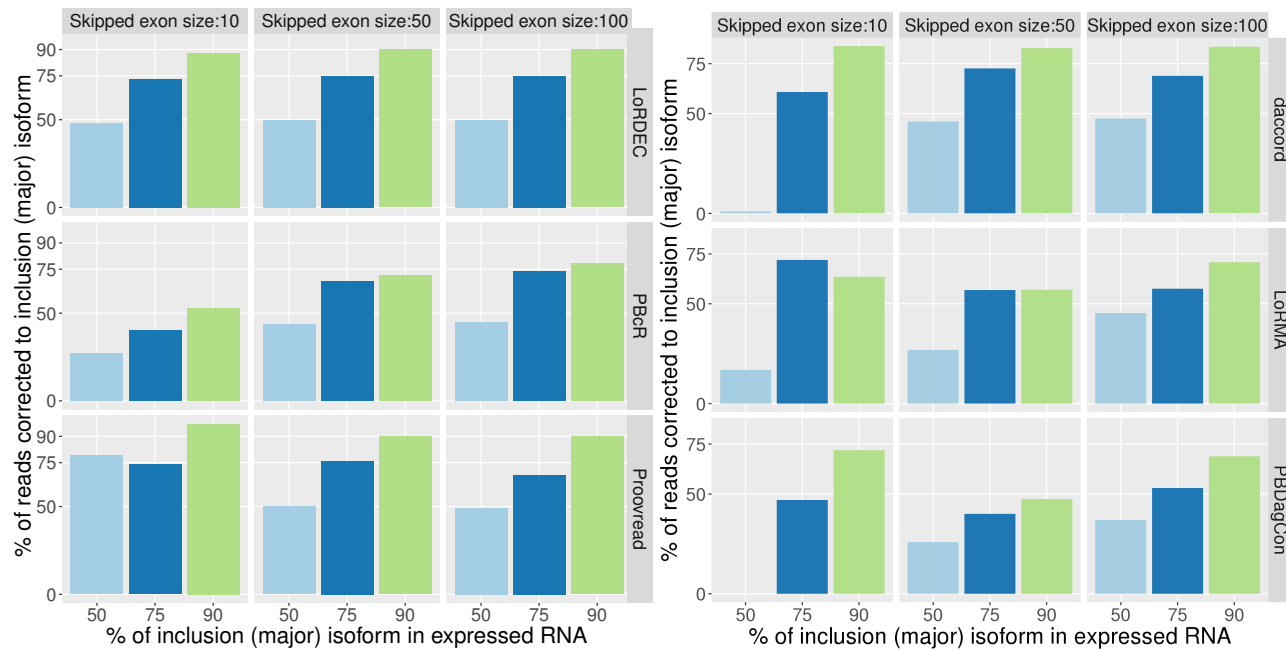 Skipped exon size:10 Skipped exon size:50 Skipped exon size:100
% of reads corrected to inclusion (major) isoform
90
75
50
0
LoRDEC
90
75
50
0
PBcR
90
75
50
0
Proovread
50 75 90 50 75 90 50 75 90
% of inclusion (major) isoform in expressed RNA
Skipped exon size:10 Skipped exon size:50 Skipped exon size:100
% of reads corrected to inclusion (major) isoform
75
50
0
daccord
75
50
0
LoRMA
75
50
0
PBDagCon
50 75 90 50 75 90 50 75 90
% of inclusion (major) isoform in expressed RNA